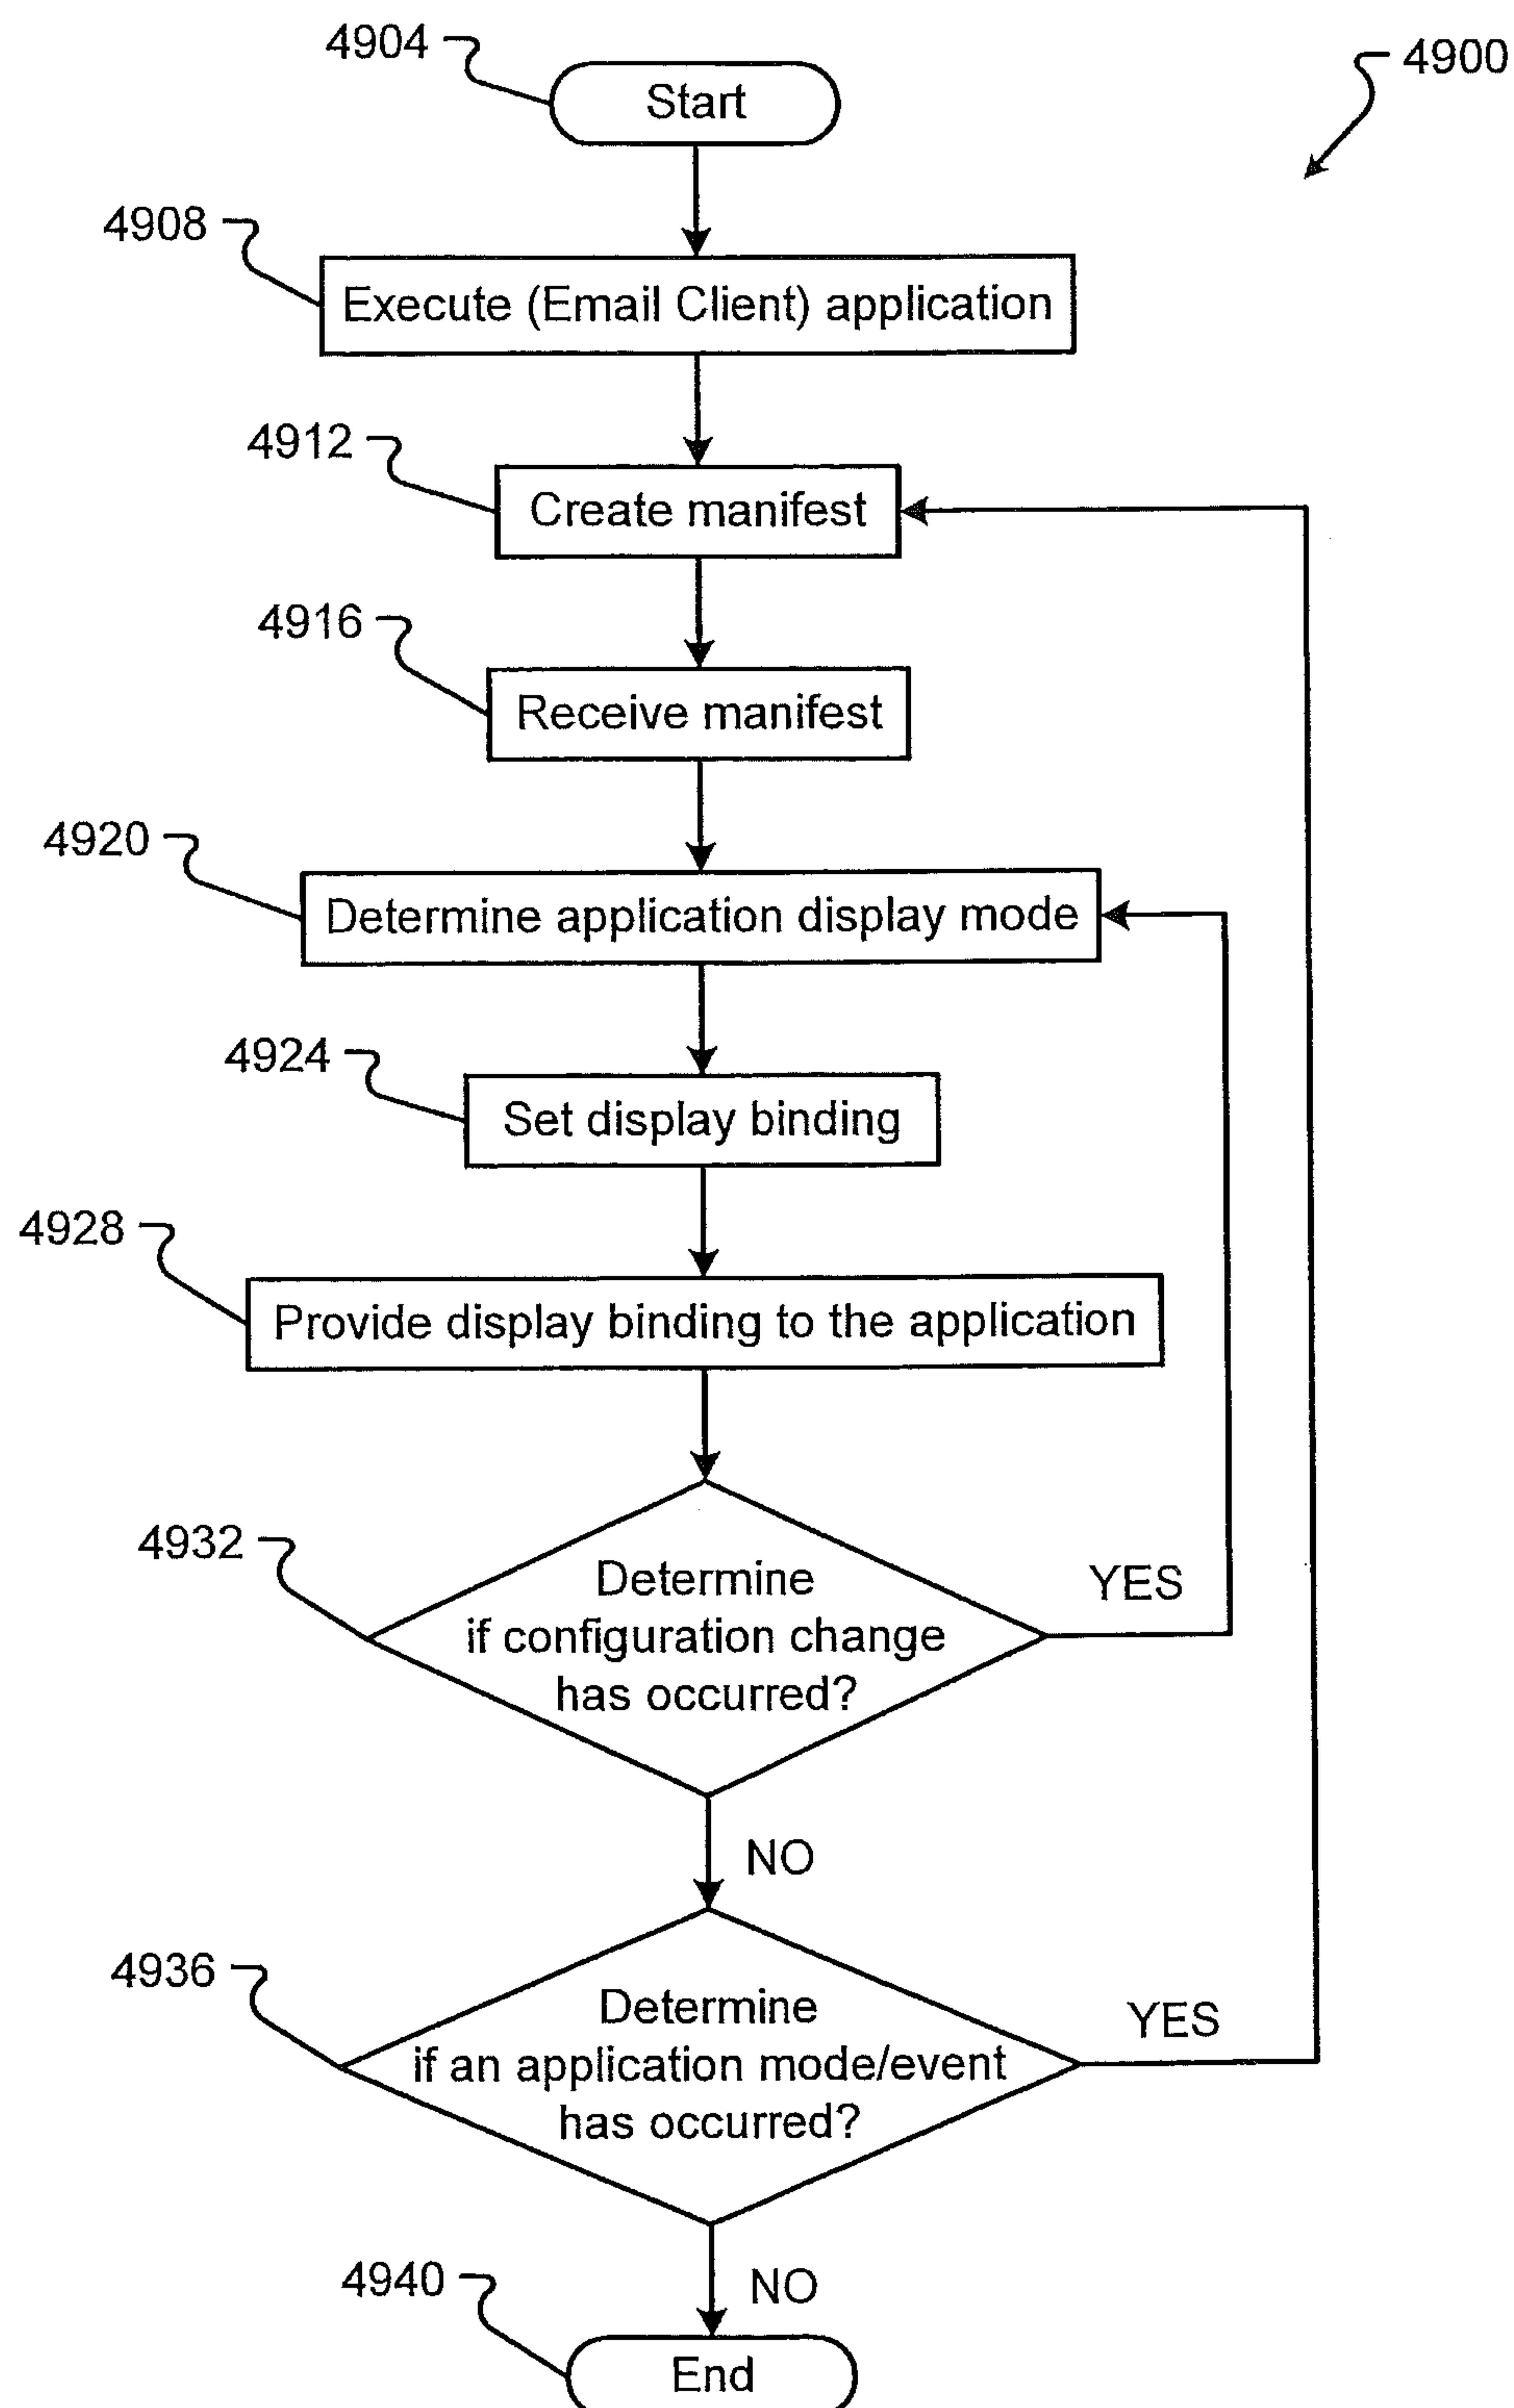 4904
Start
4900
4908
Execute (Email Client) application
4912
Create manifest
4916
Receive manifest
4920
Determine application display mode
4924
Set display binding
4928
Provide display binding to the application
4932
Determine
if configuration change
has occurred?
YES
NO
4936
Determine
if an application mode/event
has occurred?
YES
NO
4940
End